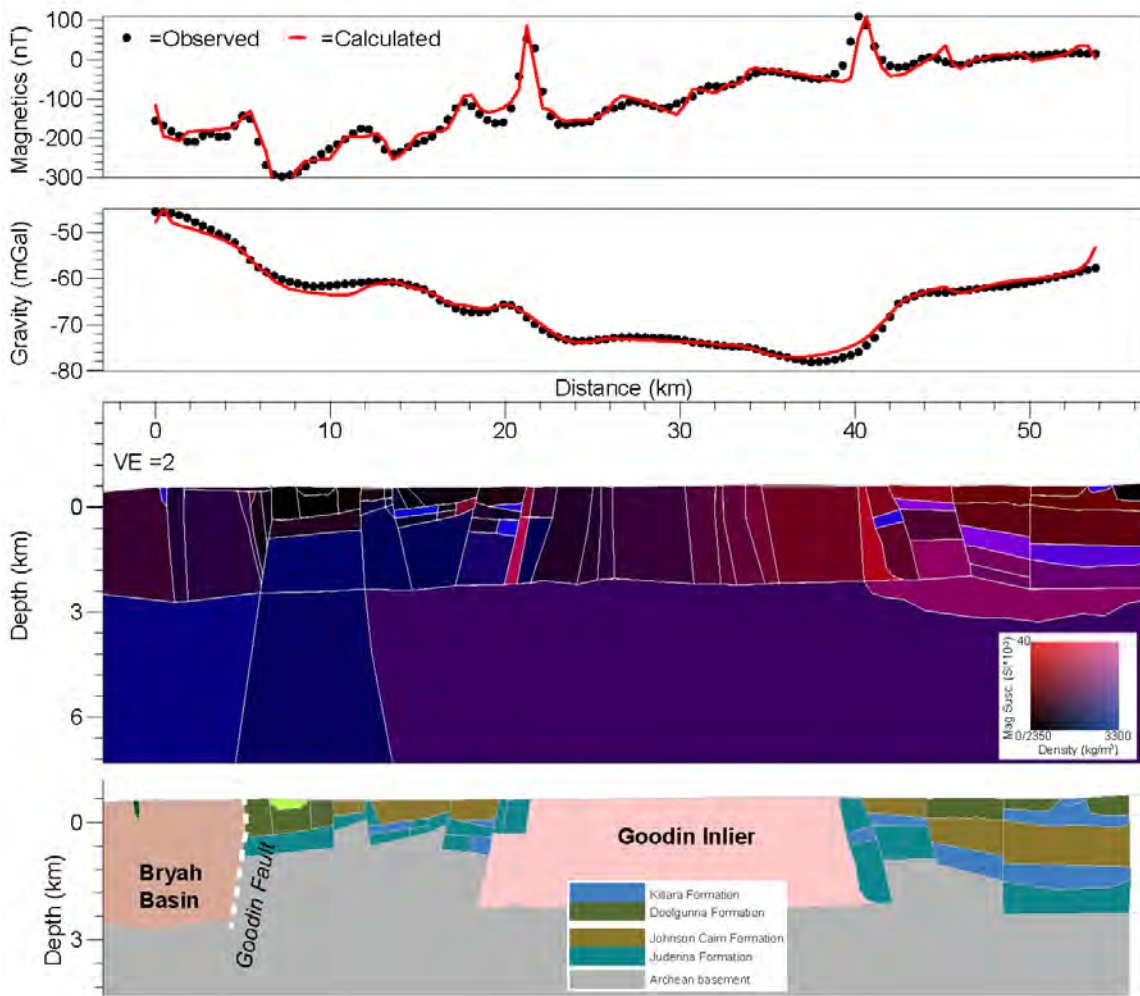 100
0
-100
-200
-300
Magnetics (nT)
=Observed
=Calculated
-50
-60
-70
-80
Gravity (mGal)
Distance (km)
0
10
20
30
40
50
VE =2
0
3
6
Depth (km)
40
Mag Susc. (SI*10⁻³)
0/2350
3300
Density (kg/m³)
0
3
Depth (km)
Bryah
Basin
Goodin Fault
Goodin Inlier
Killara Formation
Doolgunna Formation
Johnson Cairn Formation
Juderina Formation
Archean basement